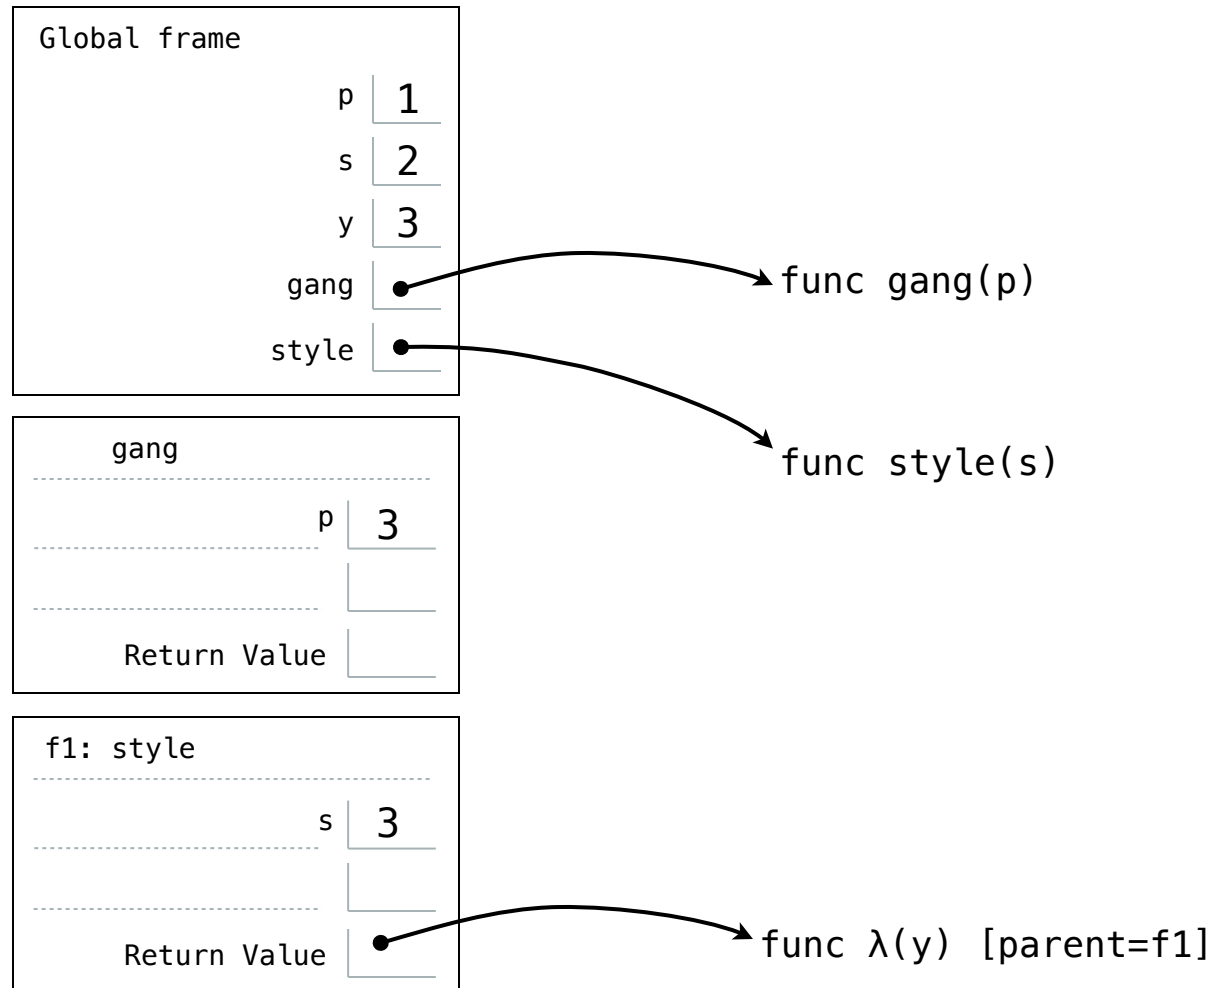 Global frame
p 1
s 2
y 3
gang
func gang(p)
style
func style(s)
gang
p 3
Return Value
f1: style
s 3
Return Value
func λ(y) [parent=f1]